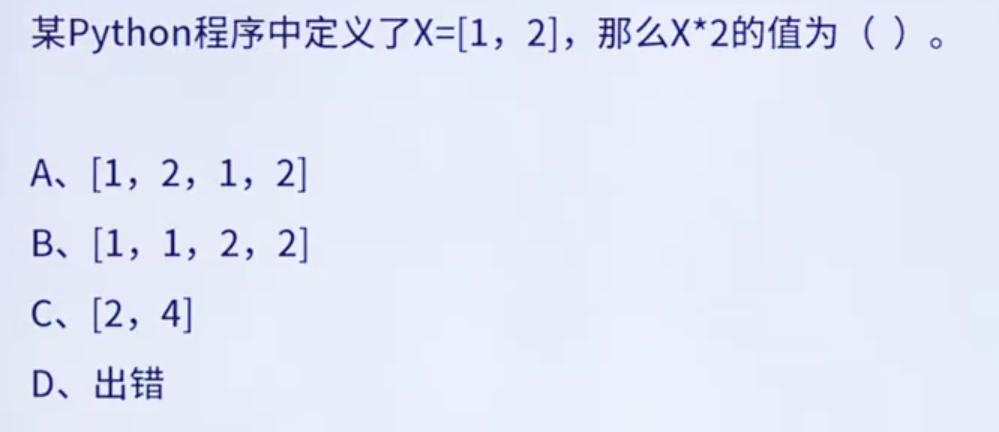 某Python程序中定义了X=[1，2]，那么X*2的值为（ ）。
A、[1，2，1，2]
B、[1，1，2，2]
C、[2，4]
D、出错